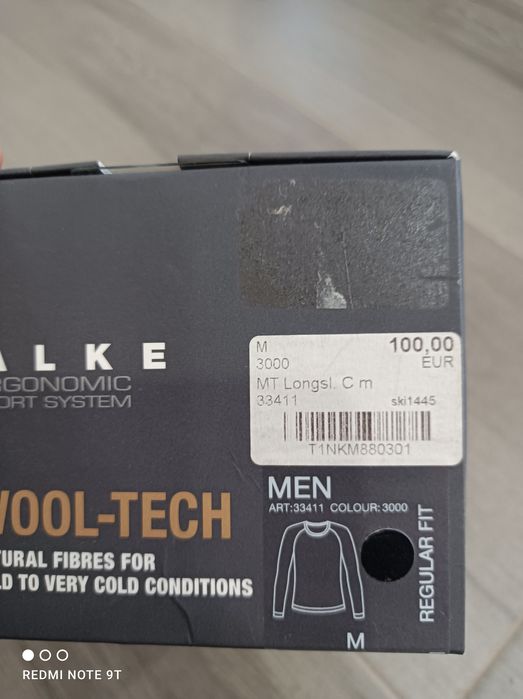 M 100,00
3000 EUR
MT Longsl. C m
33411 ski1445
T1NKM880301
ALKE
RGONOMIC
ORT SYSTEM
WOOL-TECH
TURAL FIBRES FOR
LD TO VERY COLD CONDITIONS
MEN
ART:33411 COLOUR:3000
REGULAR FIT
M
REDMI NOTE 9T